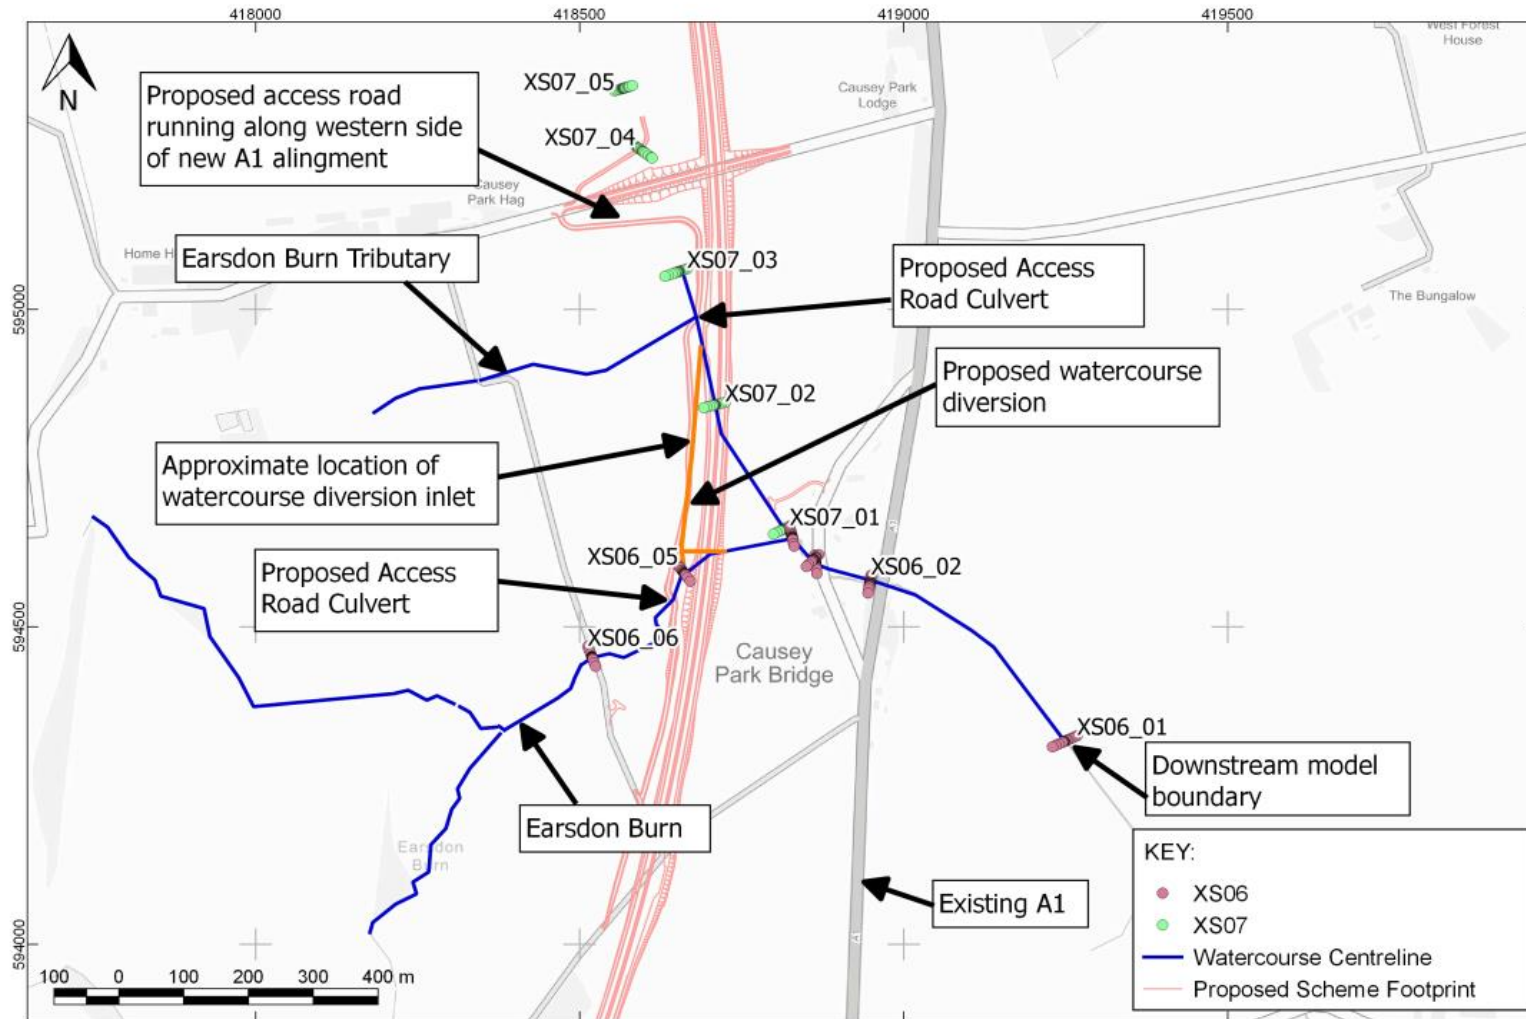 418000
418500
419000
419500
West Forest
House
N
Proposed access road
running along western side
of new A1 alingment
XS07_05
XS07_04
Causey Park
Lodge
Causey
Park Hag
Home H
Earsdon Burn Tributary
XS07_03
Proposed Access
Road Culvert
The Bungalow
595000
Proposed watercourse
diversion
XS07_02
Approximate location of
watercourse diversion inlet
XS07_01
A1
XS06_05
XS06_02
Proposed Access
Road Culvert
594500
XS06_06
Causey
Park Bridge
XS06_01
Downstream model
boundary
Earsdon Burn
Earsdon
Burn
Existing A1
A1
594000
100 0 100 200 300 400 m
KEY:
XS06
XS07
Watercourse Centreline
Proposed Scheme Footprint